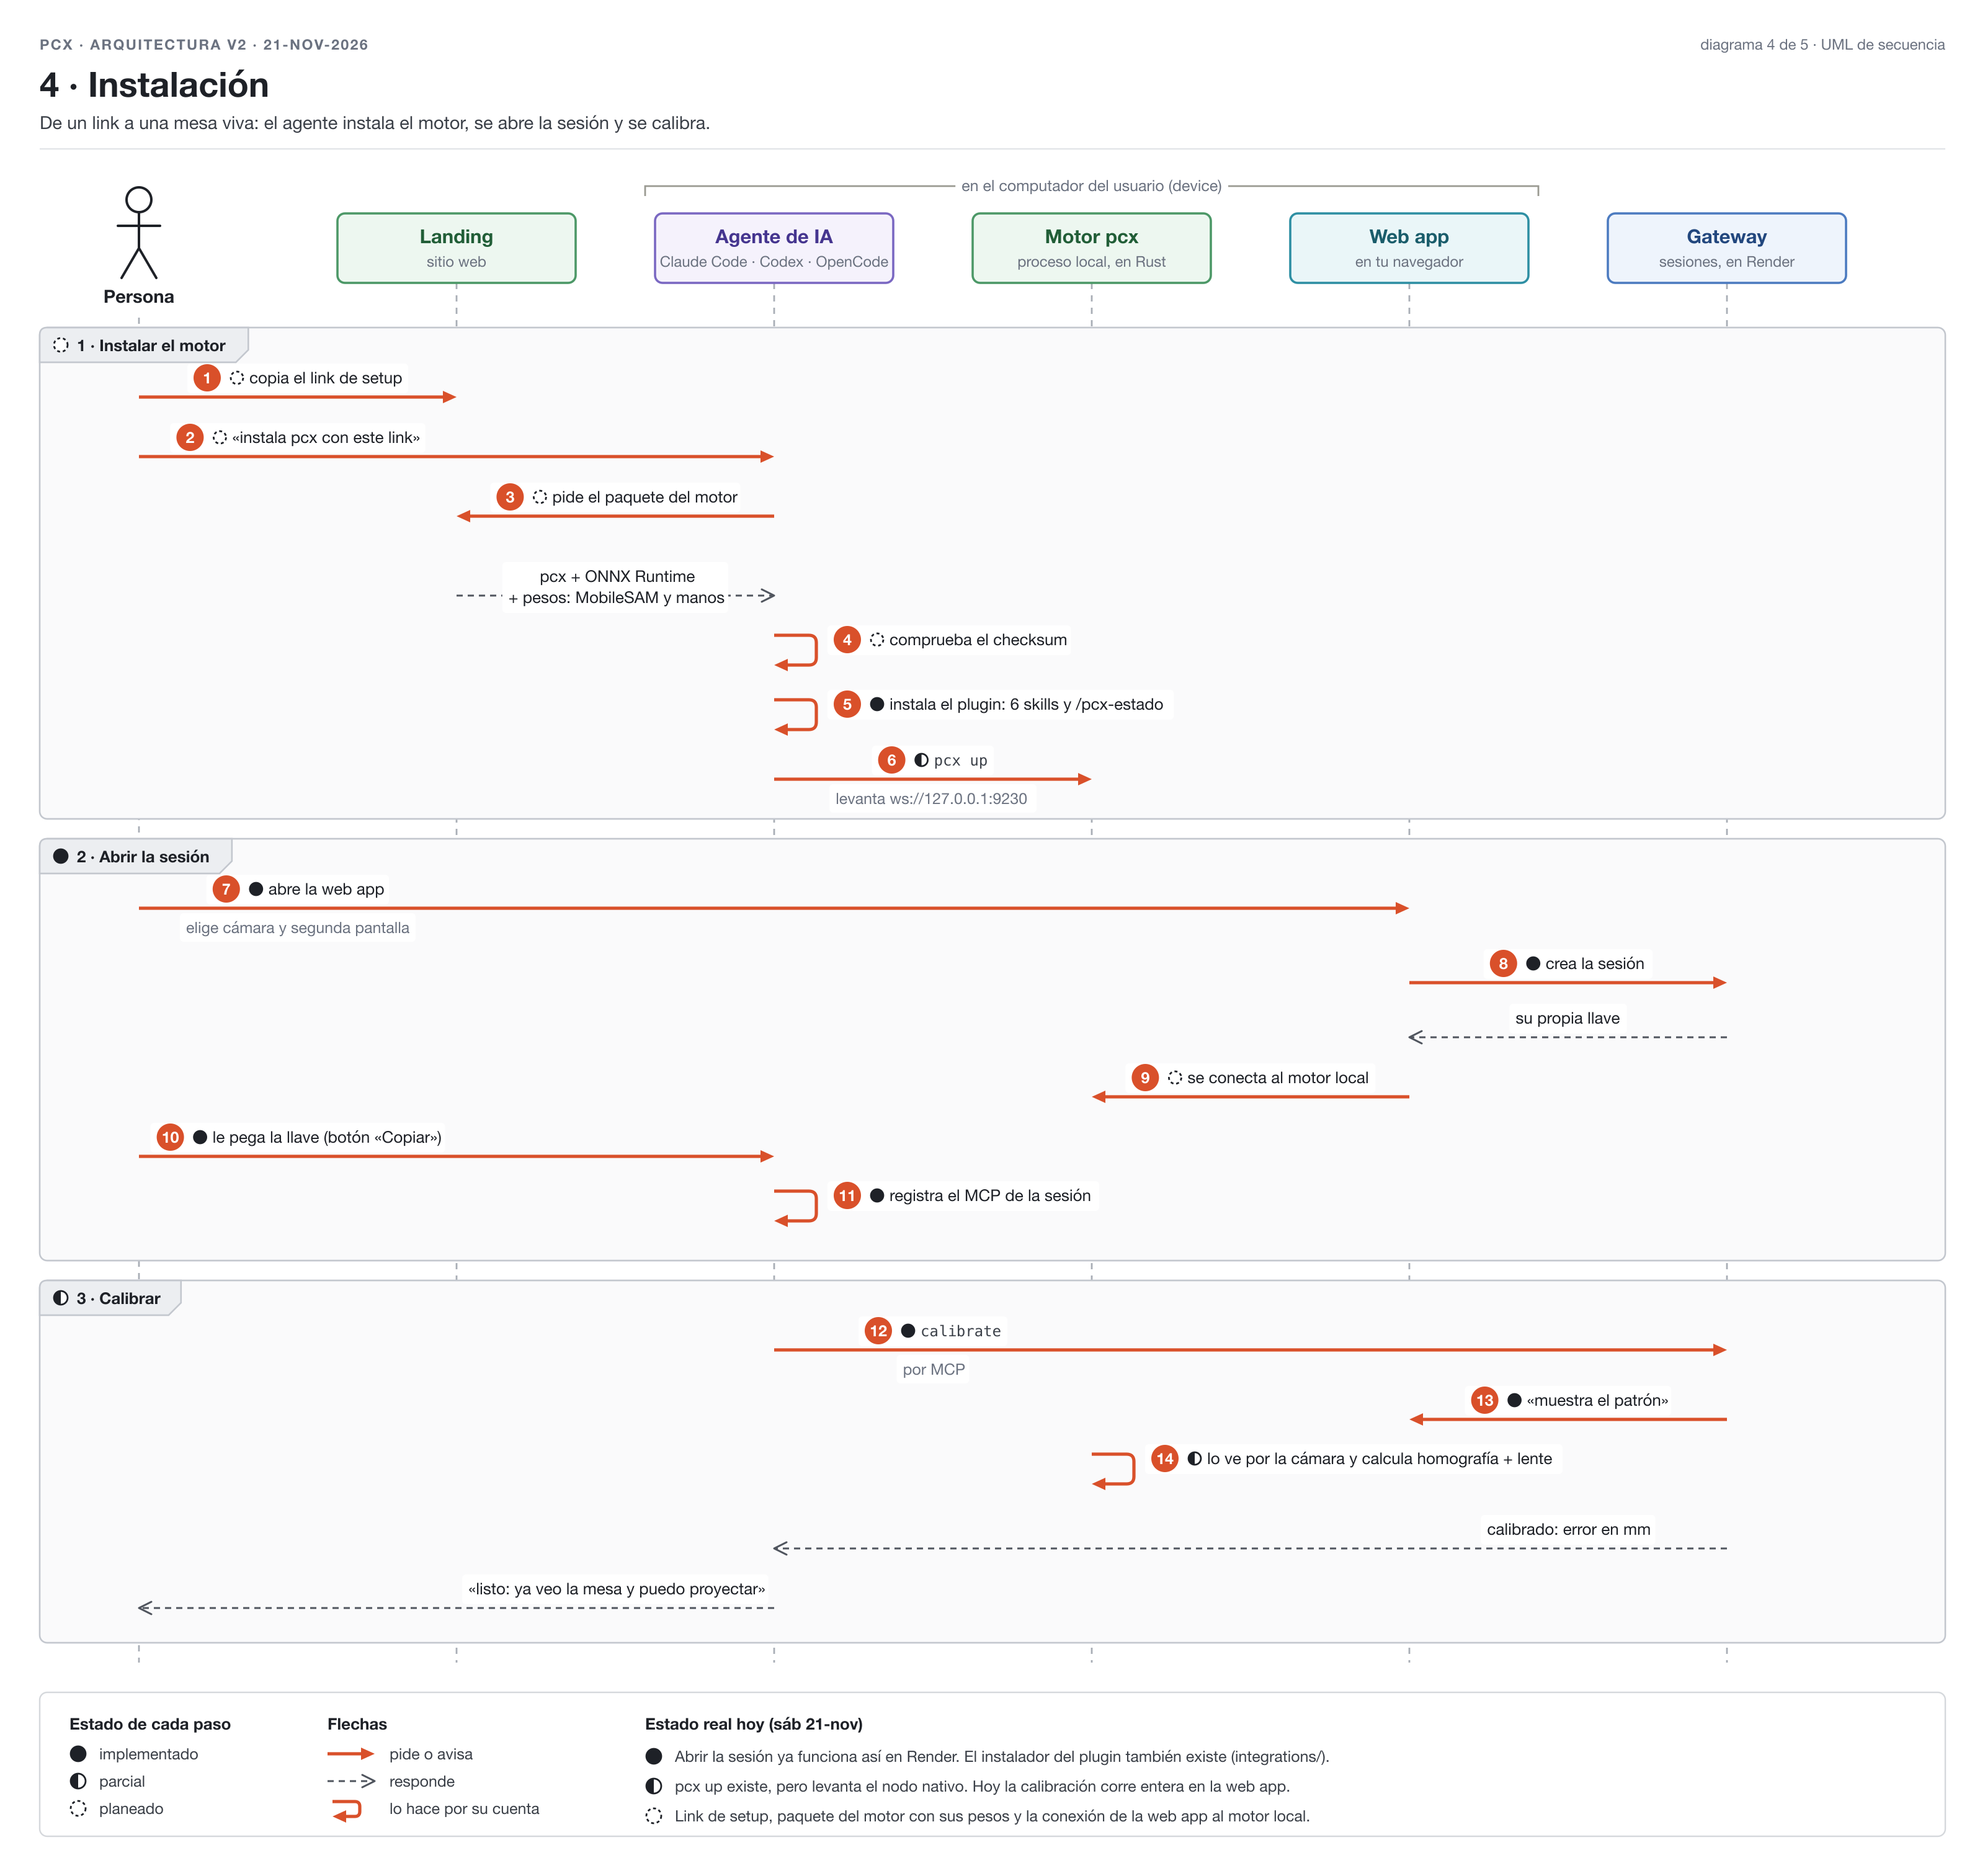 PCX · ARQUITECTURA V2 · 21-NOV-2026
diagrama 4 de 5 · UML de secuencia
4 · Instalación
De un link a una mesa viva: el agente instala el motor, se abre la sesión y se calibra.
en el computador del usuario (device)
Persona
Landing
sitio web
Agente de IA
Claude Code · Codex · OpenCode
Motor pcx
proceso local, en Rust
Web app
en tu navegador
Gateway
sesiones, en Render
1 · Instalar el motor
1 copia el link de setup
2 «instala pcx con este link»
3 pide el paquete del motor
pcx + ONNX Runtime
+ pesos: MobileSAM y manos
4 comprueba el checksum
5 instala el plugin: 6 skills y /pcx-estado
6 pcx up
levanta ws://127.0.0.1:9230
2 · Abrir la sesión
7 abre la web app
elige cámara y segunda pantalla
8 crea la sesión
su propia llave
9 se conecta al motor local
10 le pega la llave (botón «Copiar»)
11 registra el MCP de la sesión
3 · Calibrar
12 calibrate
por MCP
13 «muestra el patrón»
14 lo ve por la cámara y calcula homografía + lente
calibrado: error en mm
«listo: ya veo la mesa y puedo proyectar»
Estado de cada paso
implementado
parcial
planeado
Flechas
pide o avisa
responde
lo hace por su cuenta
Estado real hoy (sáb 21-nov)
Abrir la sesión ya funciona así en Render. El instalador del plugin también existe (integrations/).
pcx up existe, pero levanta el nodo nativo. Hoy la calibración corre entera en la web app.
Link de setup, paquete del motor con sus pesos y la conexión de la web app al motor local.